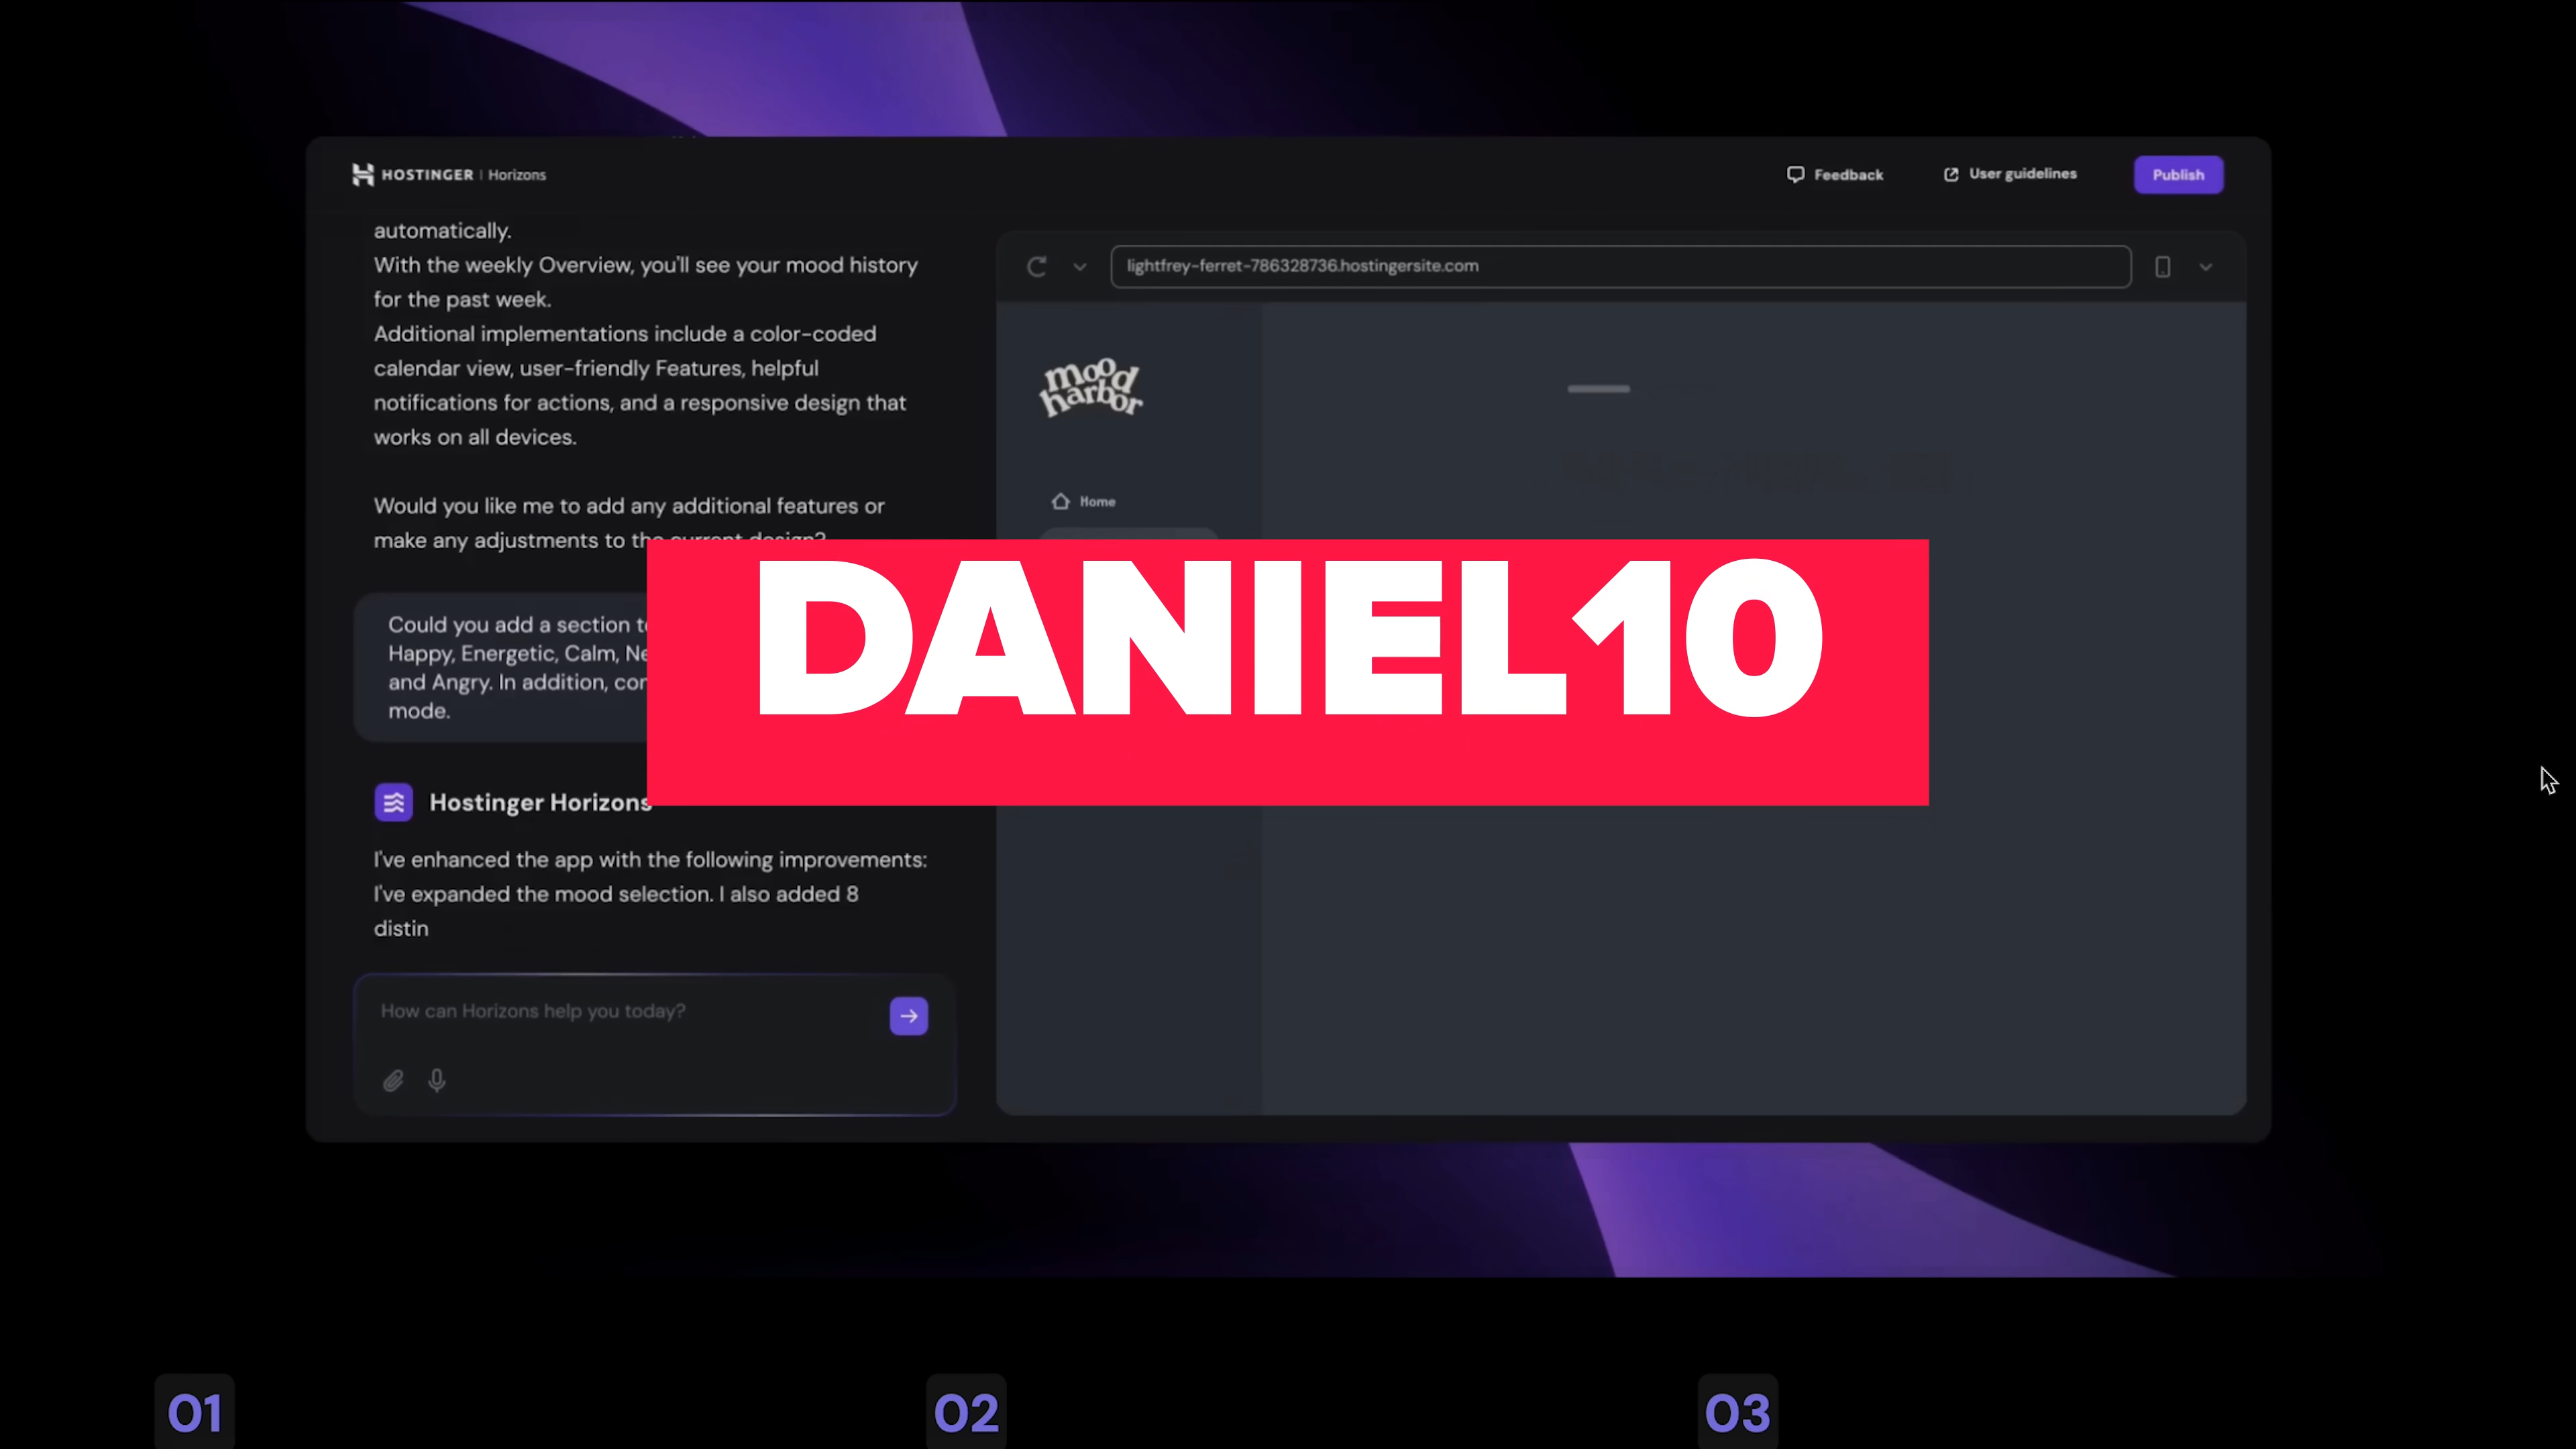 HOSTINGER | Horizons
Feedback
User guidelines
Publish
automatically.
With the weekly Overview, you'll see your mood history
for the past week.
Additional implementations include a color-coded
calendar view, user-friendly Features, helpful
notifications for actions, and a responsive design that
works on all devices.
Would you like me to add any additional features or
make any adjustments to the current design?
Could you add a section
Happy, Energetic, Calm,
and Angry. In addition,
mode.
Hostinger Horizons
I've enhanced the app with the following improvements:
I've expanded the mood selection. I also added 8
distin
How can Horizons help you today?
lightfrey-ferret-786328736.hostingersite.com
mood
harbor
Home
DANIEL10
01
02
03